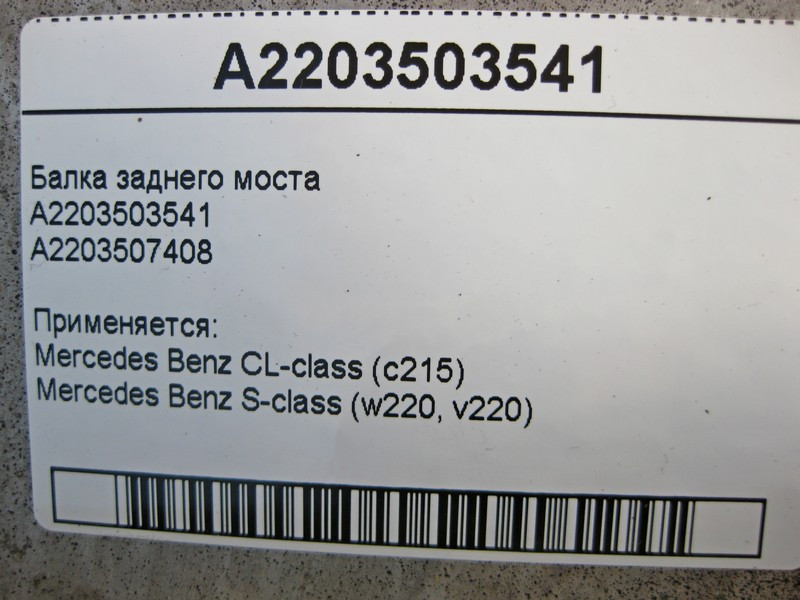 A2203503541
Балка заднего моста
A2203503541
A2203507408
Применяется:
Mercedes Benz CL-class (c215)
Mercedes Benz S-class (w220, v220)